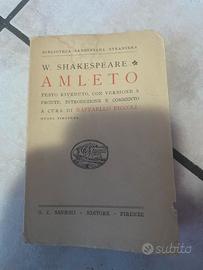 BIBLIOTECA SANSONIANA STRANIERA
W. SHAKESPEARE
AMLETO
TESTO RIVEDUTO, CON VERSIONE A
FRONTE, INTRODUZIONE E COMMENTO
A CURA DI RAFFAELLO PICCOLI
G. C. SANSONI - EDITORE - FIRENZE
subito